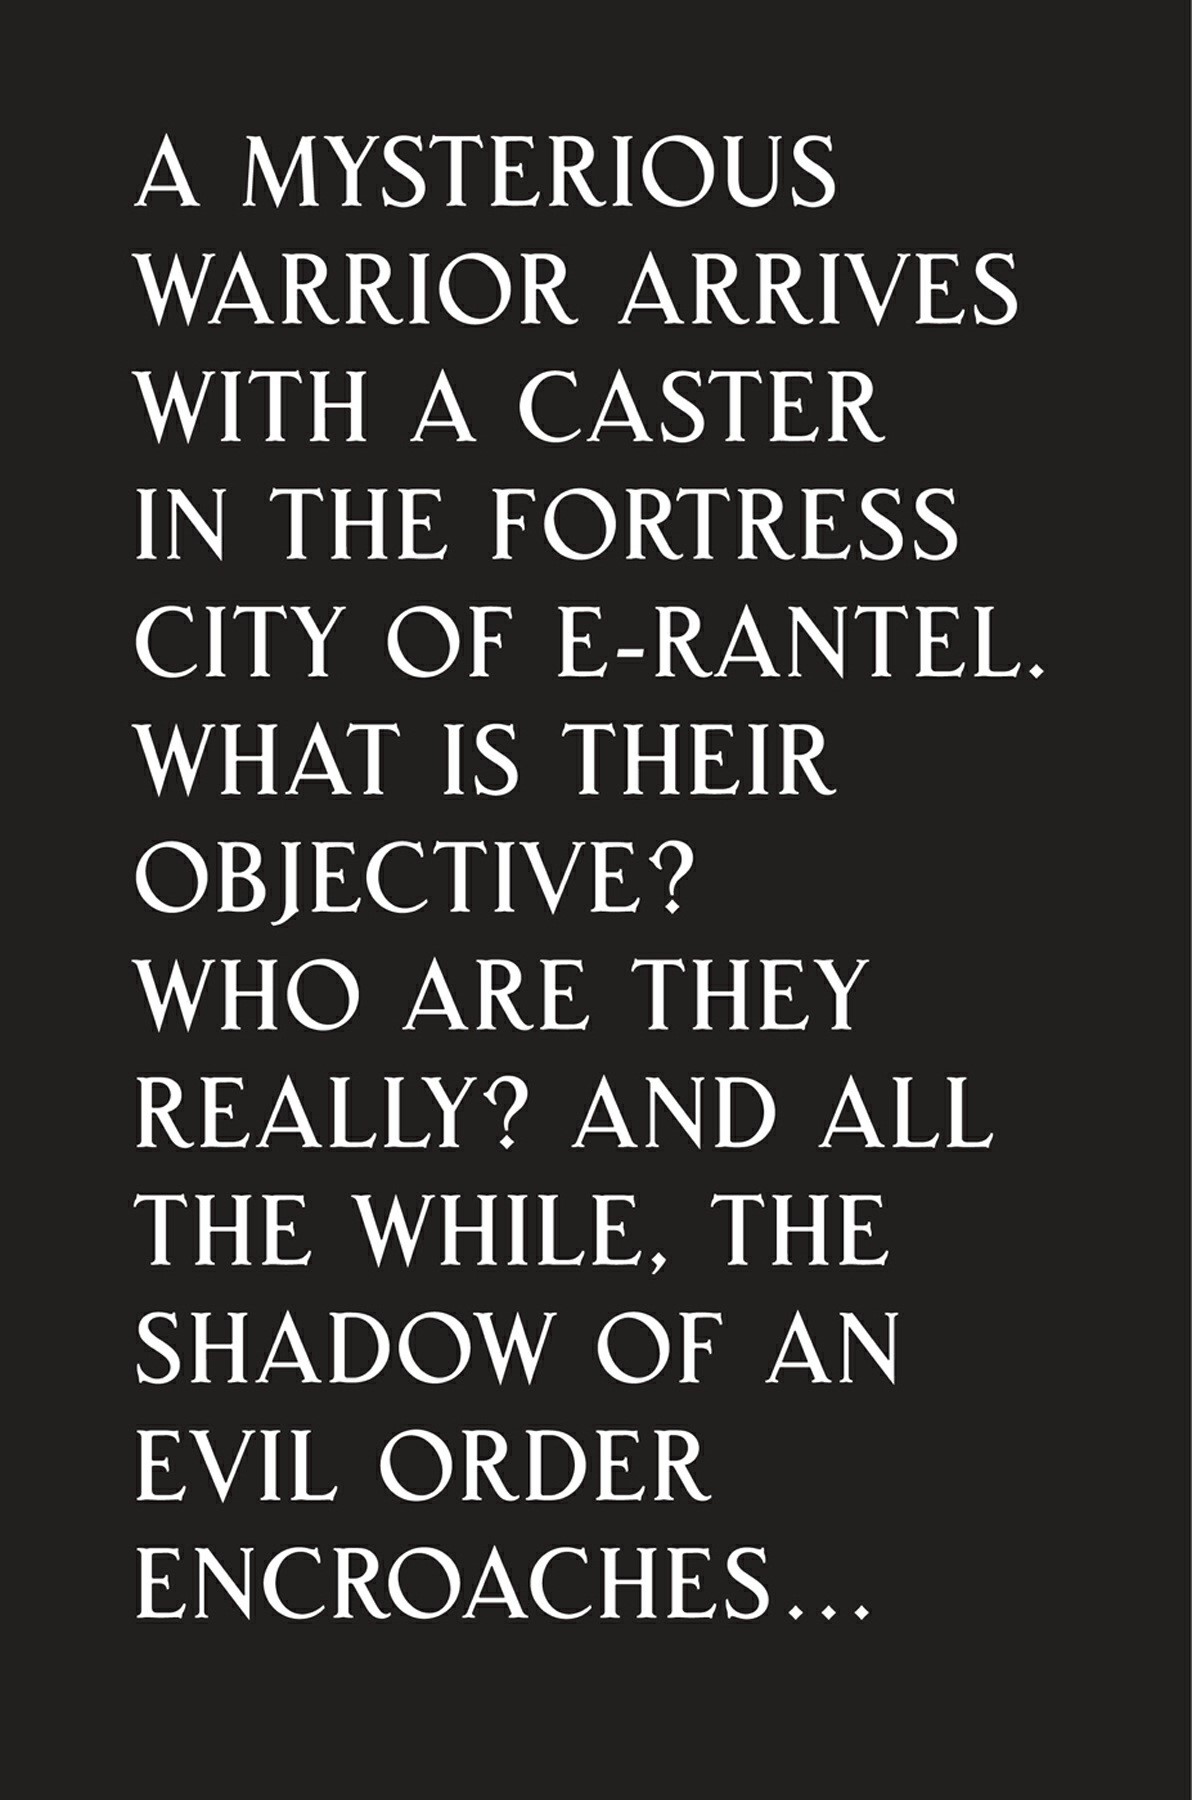 A MYSTERIOUS
WARRIOR ARRIVES
WITH A CASTER
IN THE FORTRESS
CITY OF E-RANTEL.
WHAT IS THEIR
OBJECTIVE?
WHO ARE THEY
REALLY? AND ALL
THE WHILE, THE
SHADOW OF AN
EVIL ORDER
ENCROACHES...